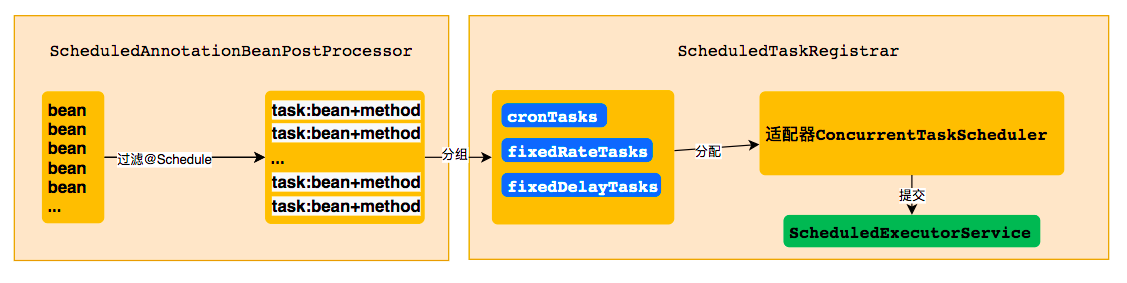 ScheduledAnnotationBeanPostProcessor
bean
bean
bean
bean
bean
...
过滤@Schedule
task:bean+method
task:bean+method
...
task:bean+method
task:bean+method
分组
ScheduledTaskRegistrar
cronTasks
fixedRateTasks
fixedDelayTasks
分配
适配器ConcurrentTaskScheduler
提交
ScheduledExecutorService